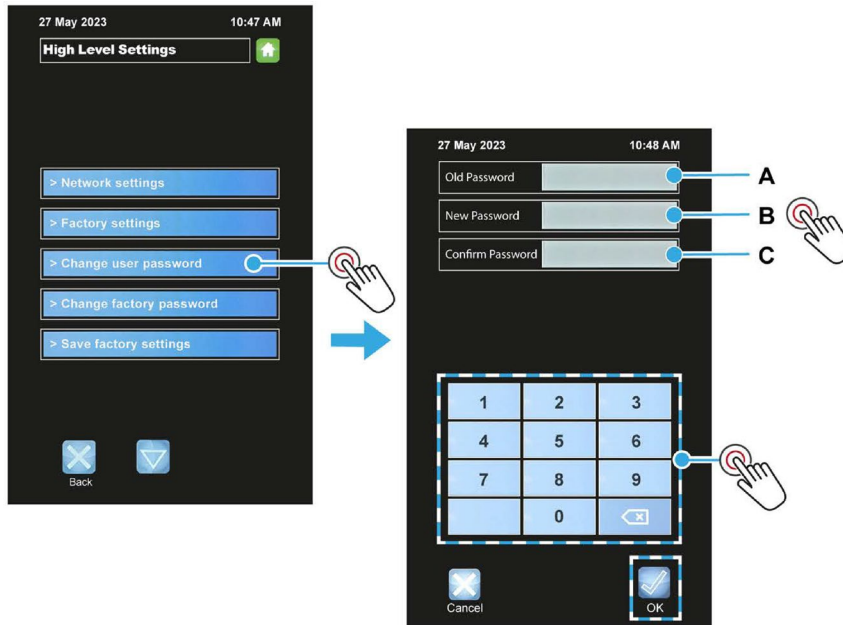 27 May 2023 10:47 AM
High Level Settings
> Network settings
> Factory settings
> Change user password
> Change factory password
> Save factory settings
Back
27 May 2023 10:48 AM
Old Password A
New Password B
Confirm Password C
1 2 3
4 5 6
7 8 9
0
Cancel OK